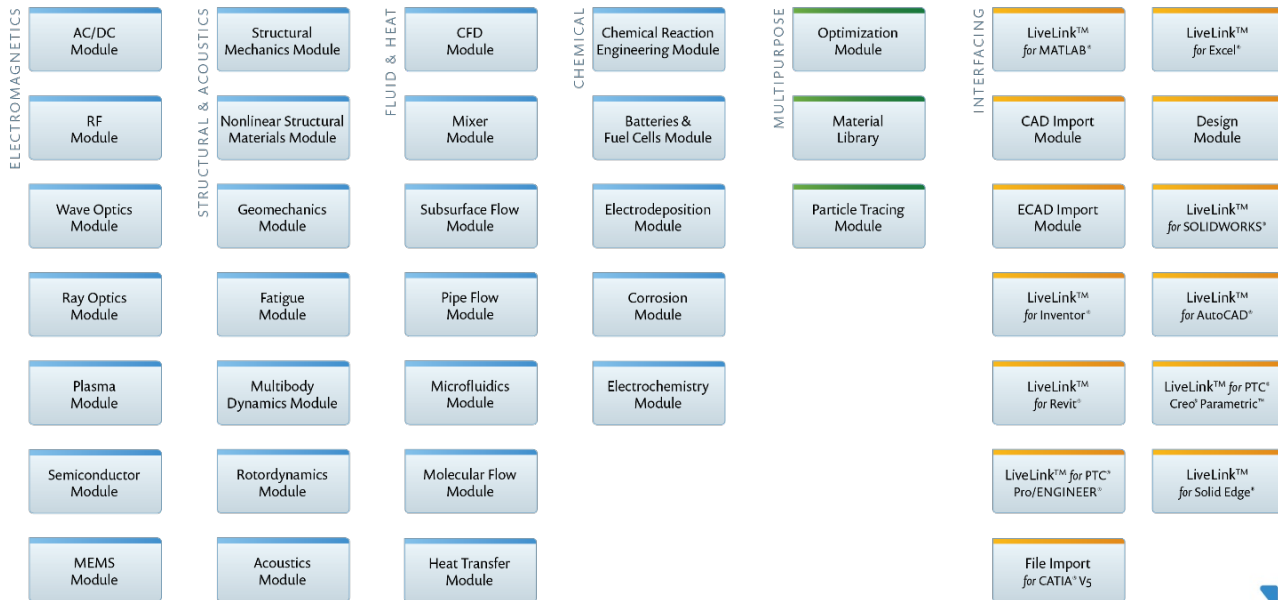 ELECTROMAGNETICS
AC/DC
Module
RF
Module
Wave Optics
Module
Ray Optics
Module
Plasma
Module
Semiconductor
Module
MEMS
Module
STRUCTURAL & ACOUSTICS
Structural
Mechanics Module
Nonlinear Structural
Materials Module
Geomechanics
Module
Fatigue
Module
Multibody
Dynamics Module
Rotordynamics
Module
Acoustics
Module
FLUID & HEAT
CFD
Module
Mixer
Module
Subsurface Flow
Module
Pipe Flow
Module
Microfluidics
Module
Molecular Flow
Module
Heat Transfer
Module
CHEMICAL
Chemical Reaction
Engineering Module
Batteries &
Fuel Cells Module
Electrodeposition
Module
Corrosion
Module
Electrochemistry
Module
MULTIPURPOSE
Optimization
Module
Material
Library
Particle Tracing
Module
INTERFACING
LiveLink™
for MATLAB®
CAD Import
Module
ECAD Import
Module
LiveLink™
for Inventor®
LiveLink™
for Revit®
LiveLink™ for PTC®
Pro/ENGINEER®
File Import
for CATIA® V5
LiveLink™
for Excel®
Design
Module
LiveLink™
for SOLIDWORKS®
LiveLink™
for AutoCAD®
LiveLink™ for PTC®
Creo® Parametric™
LiveLink™
for Solid Edge®